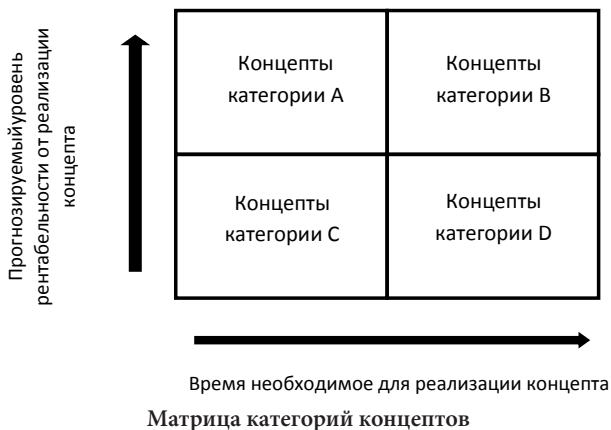 Прогнозируемыйуровень
рентабельности от реализации
концепта
Концепты
категории A
Концепты
категории B
Концепты
категории C
Концепты
категории D
Время необходимое для реализации концепта
Матрица категорий концептов